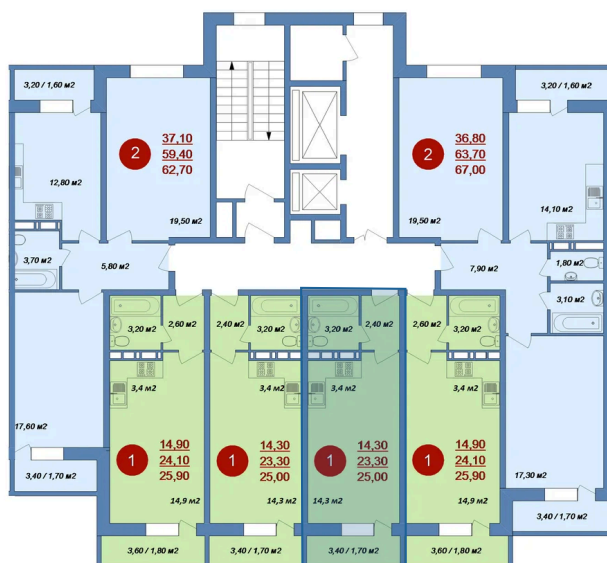 3,20 / 1,60 м2
3,20 / 1,60 м2
2
37,10
59,40
62,70
2
36,80
63,70
67,00
12,80 м2
19,50 м2
19,50 м2
14,10 м2
3,70 м2
5,80 м2
7,90 м2
1,80 м2
3,10 м2
3,20 м2
2,60 м2
2,40 м2
3,20 м2
3,20 м2
2,40 м2
2,60 м2
3,20 м2
3,4 м2
3,4 м2
3,4 м2
3,4 м2
17,60 м2
1
14,90
24,10
25,90
1
14,30
23,30
25,00
1
14,30
23,30
25,00
1
14,90
24,10
25,90
17,30 м2
3,40 / 1,70 м2
14,9 м2
14,3 м2
14,3 м2
14,9 м2
3,40 / 1,70 м2
3,60 / 1,80 м2
3,40 / 1,70 м2
3,40 / 1,70 м2
3,60 / 1,80 м2